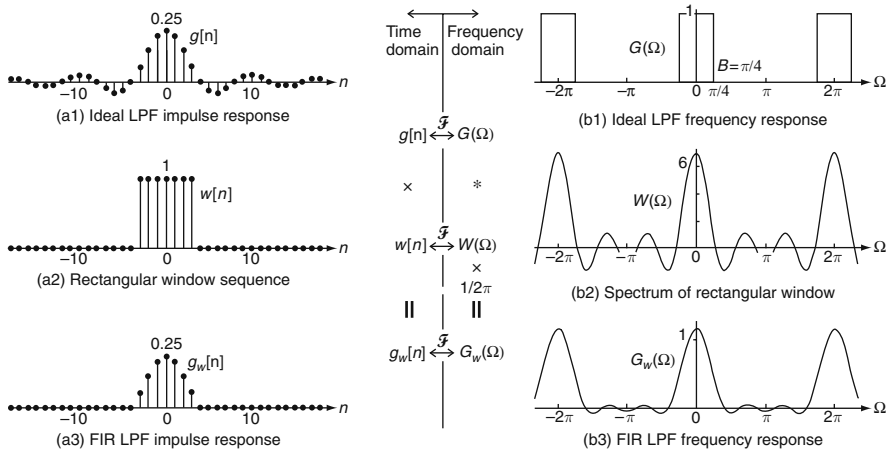 0.25
g[n]
−10
0
10
n
(a1) Ideal LPF impulse response
1
w[n]
−10
0
10
n
(a2) Rectangular window sequence
0.25
g_w[n]
−10
0
10
n
(a3) FIR LPF impulse response
Time domain
Frequency domain
ℱ
g[n] ↔ G(Ω)
× *
ℱ
w[n] ↔ W(Ω)
×
1/2π
= =
ℱ
g_w[n] ↔ G_w(Ω)
1
G(Ω)
B=π/4
−2π
−π
0
π/4
π
2π
Ω
(b1) Ideal LPF frequency response
6
W(Ω)
−2π
−π
0
π
2π
Ω
(b2) Spectrum of rectangular window
1
G_w(Ω)
−2π
−π
0
π
2π
Ω
(b3) FIR LPF frequency response